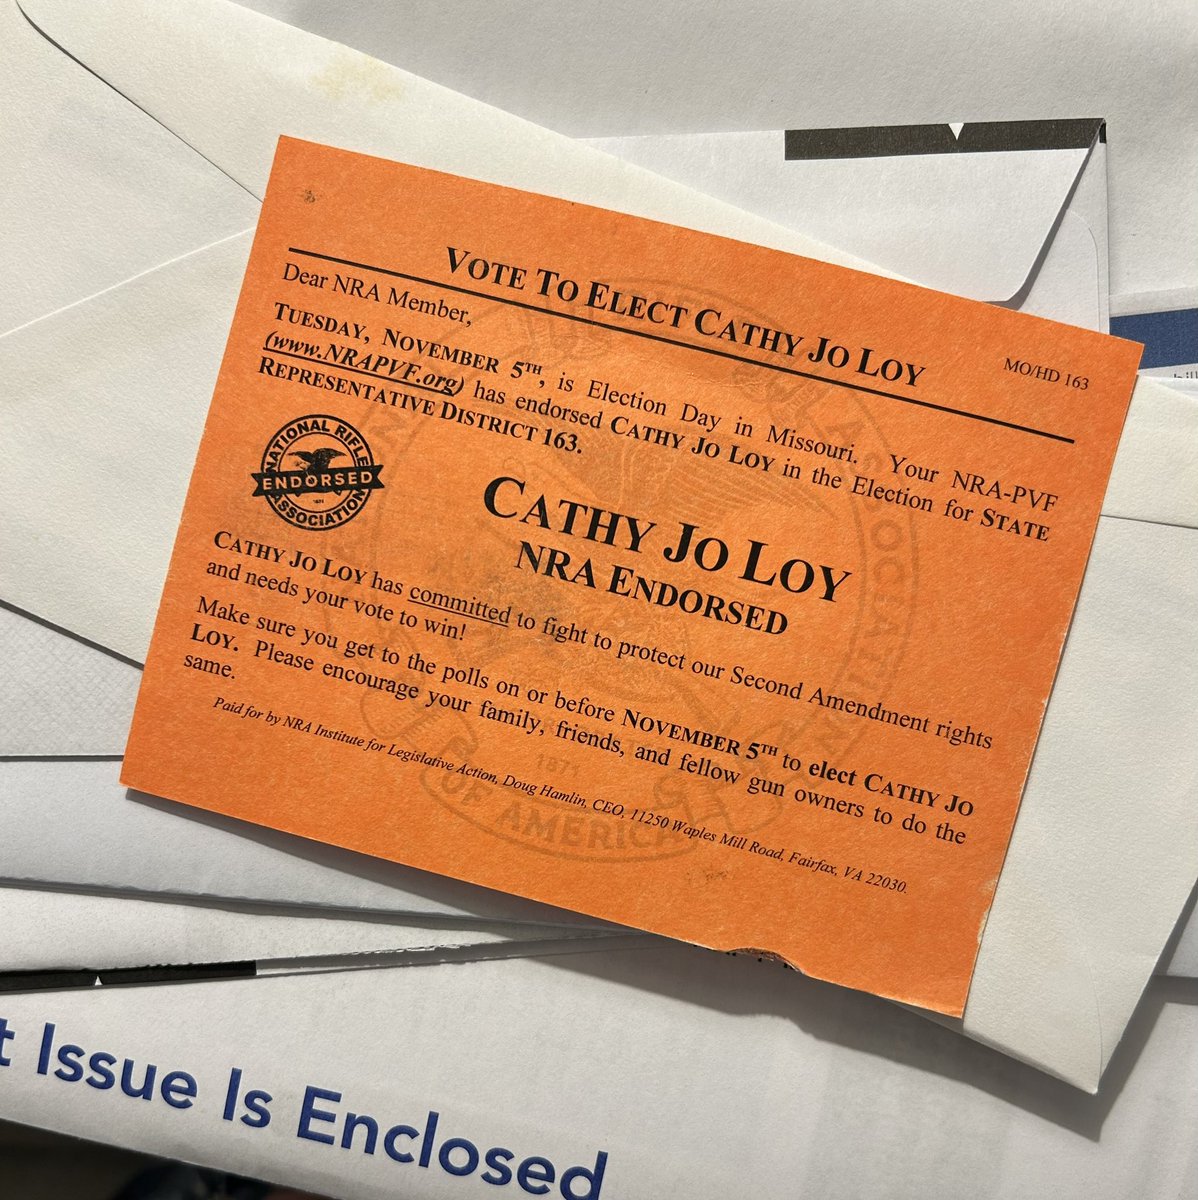 VOTE TO ELECT CATHY JO LOY
MO/HD 163
Dear NRA Member,
TUESDAY, NOVEMBER 5TH, is Election Day in Missouri. Your NRA-PVF
(www.NRAPVF.org) has endorsed CATHY JO LOY in the Election for STATE
REPRESENTATIVE DISTRICT 163.
NATIONAL RIFLE
ENDORSED
1871
ASSOCIATION
CATHY JO LOY
NRA ENDORSED
CATHY JO LOY has committed to fight to protect our Second Amendment rights
and needs your vote to win!
Make sure you get to the polls on or before NOVEMBER 5TH to elect CATHY JO
LOY. Please encourage your family, friends, and fellow gun owners to do the
same.
Paid for by NRA Institute for Legislative Action, Doug Hamlin, CEO, 11250 Waples Mill Road, Fairfax, VA 22030.
1871
OF AMERICA
t Issue Is Enclosed